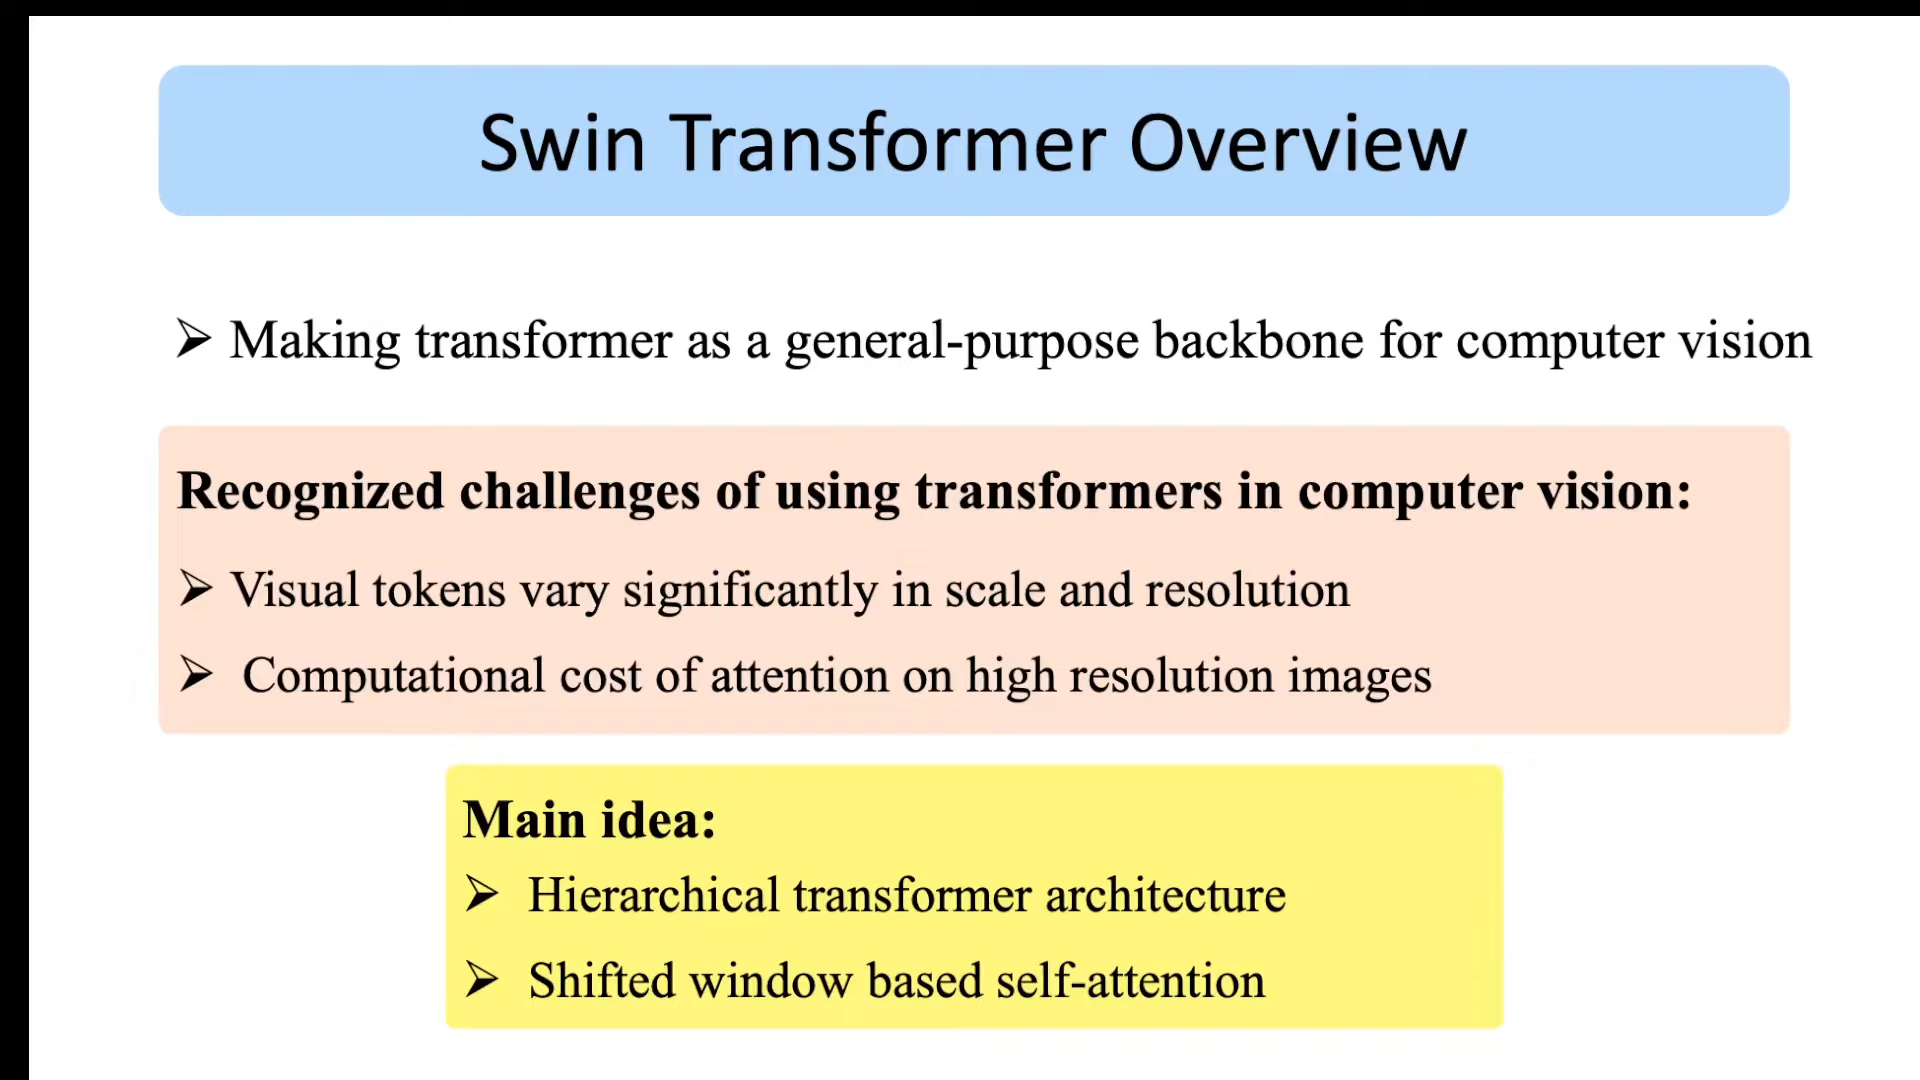 Swin Transformer Overview
➢ Making transformer as a general-purpose backbone for computer vision
Recognized challenges of using transformers in computer vision:
➢ Visual tokens vary significantly in scale and resolution
➢ Computational cost of attention on high resolution images
Main idea:
➢ Hierarchical transformer architecture
➢ Shifted window based self-attention